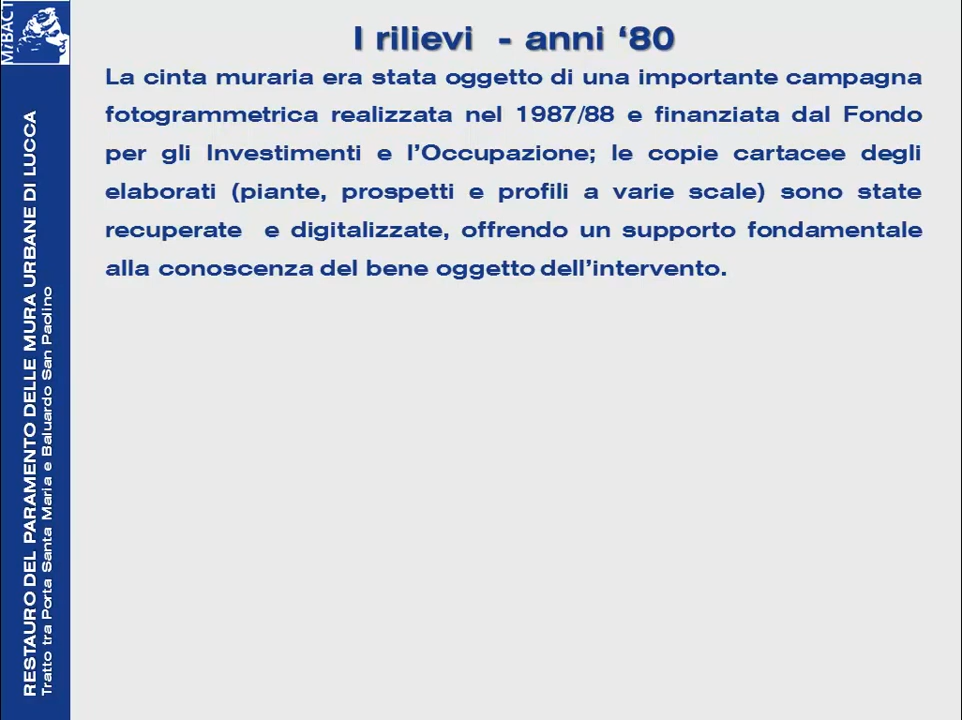 MiBACT
RESTAURO DEL PARAMENTO DELLE MURA URBANE DI LUCCA
Tratto tra Porta Santa Maria e Baluardo San Paolino
I rilievi - anni ‘80
La cinta muraria era stata oggetto di una importante campagna
fotogrammetrica realizzata nel 1987/88 e finanziata dal Fondo
per gli Investimenti e l’Occupazione; le copie cartacee degli
elaborati (piante, prospetti e profili a varie scale) sono state
recuperate e digitalizzate, offrendo un supporto fondamentale
alla conoscenza del bene oggetto dell’intervento.